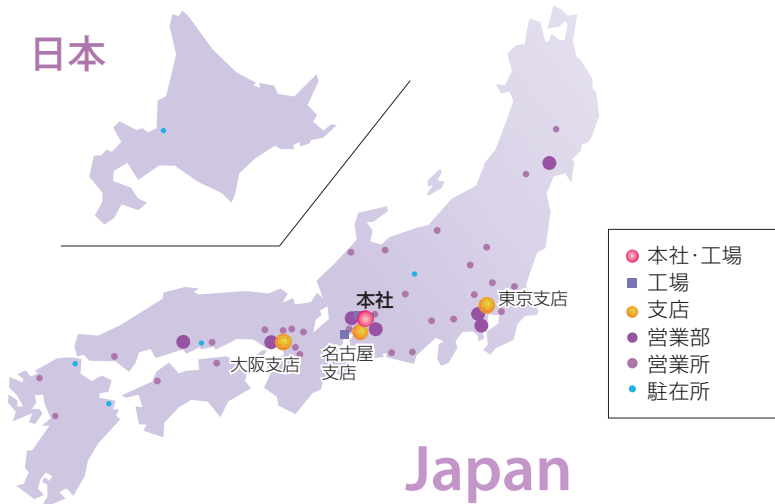 日本
本社･工場
工場
支店
営業部
営業所
駐在所
本社
東京支店
大阪支店
名古屋
支店
Japan